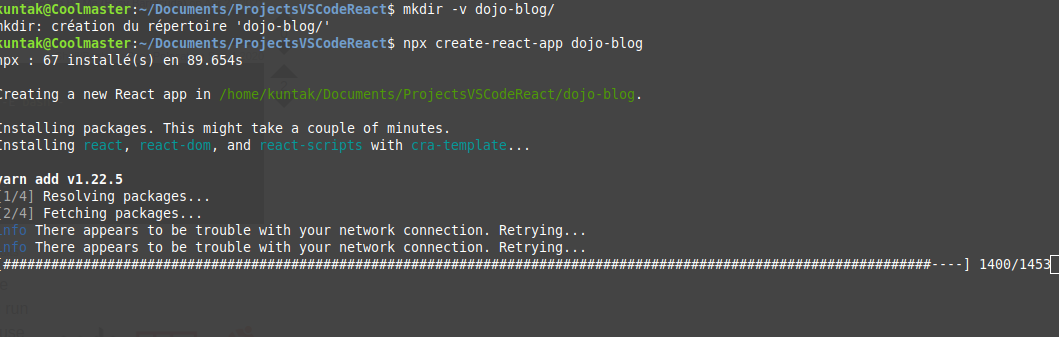 kuntak@Coolmaster:~/Documents/ProjectsVSCodeReact$ mkdir -v dojo-blog/
mkdir: création du répertoire 'dojo-blog/'
kuntak@Coolmaster:~/Documents/ProjectsVSCodeReact$ npx create-react-app dojo-blog
npx : 67 installé(s) en 89.654s
Creating a new React app in /home/kuntak/Documents/ProjectsVSCodeReact/dojo-blog.
Installing packages. This might take a couple of minutes.
Installing react, react-dom, and react-scripts with cra-template...
yarn add v1.22.5
[1/4] Resolving packages...
[2/4] Fetching packages...
info There appears to be trouble with your network connection. Retrying...
info There appears to be trouble with your network connection. Retrying...
[####################################################################################################################----] 1400/1453
run